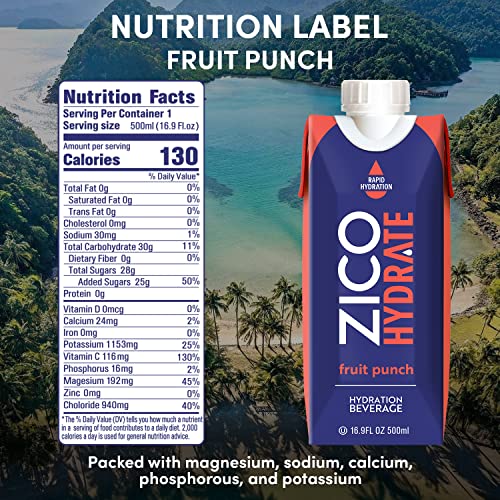 NUTRITION LABEL
FRUIT PUNCH
Nutrition Facts
Serving Per Container 1
Serving size 500ml (16.9 Fl.oz)
Amount per serving
Calories 130
% Daily Value*
Total Fat 0g 0%
Saturated Fat 0g 0%
Trans Fat 0g 0%
Cholesterol 0mg 0%
Sodium 30mg 1%
Total Carbohydrate 30g 11%
Dietary Fiber 0g 0%
Total Sugars 28g
Added Sugars 25g 50%
Protein 0g
Vitamin D 0mcg 0%
Calcium 24mg 2%
Iron 0mg 0%
Potassium 1153mg 25%
Vitamin C 116mg 130%
Phosphorus 16mg 2%
Magesium 192mg 45%
Zinc 0mg 0%
Choloride 940mg 40%
*The % Daily Value (DV) tells you how much a nutrient
in a serving of food contributes to a daily diet. 2,000
calories a day is used for general nutrition advice.
RAPID
HYDRATION
ZICO
HYDRATE
fruit punch
HYDRATION
BEVERAGE
U 16.9FL OZ 500ml
Packed with magnesium, sodium, calcium,
phosphorous, and potassium